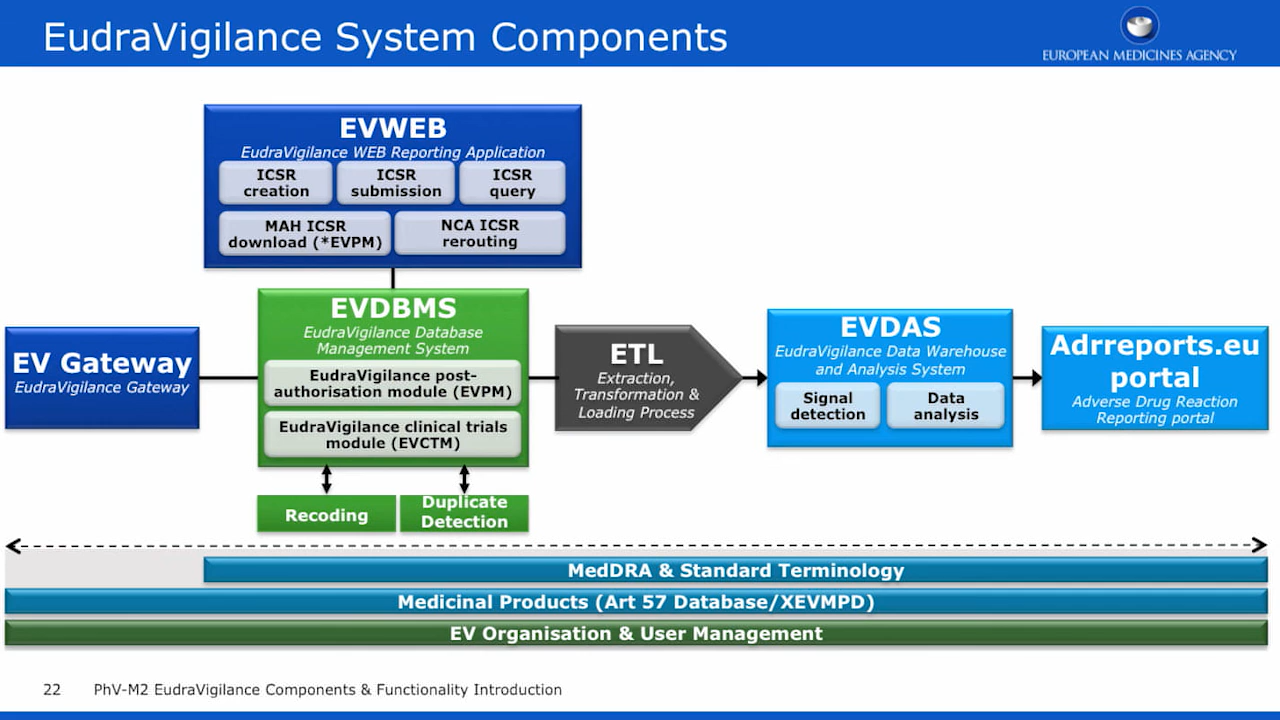 EudraVigilance System Components
EUROPEAN MEDICINES AGENCY
EVWEB
EudraVigilance WEB Reporting Application
ICSR
creation
ICSR
submission
ICSR
query
MAH ICSR
download (*EVPM)
NCA ICSR
rerouting
EV Gateway
EudraVigilance Gateway
EVDBMS
EudraVigilance Database
Management System
EudraVigilance post-
authorisation module (EVPM)
EudraVigilance clinical trials
module (EVCTM)
Recoding
Duplicate
Detection
ETL
Extraction,
Transformation &
Loading Process
EVDAS
EudraVigilance Data Warehouse
and Analysis System
Signal
detection
Data
analysis
Adrreports.eu
portal
Adverse Drug Reaction
Reporting portal
MedDRA & Standard Terminology
Medicinal Products (Art 57 Database/XEVMPD)
EV Organisation & User Management
22 PhV-M2 EudraVigilance Components & Functionality Introduction